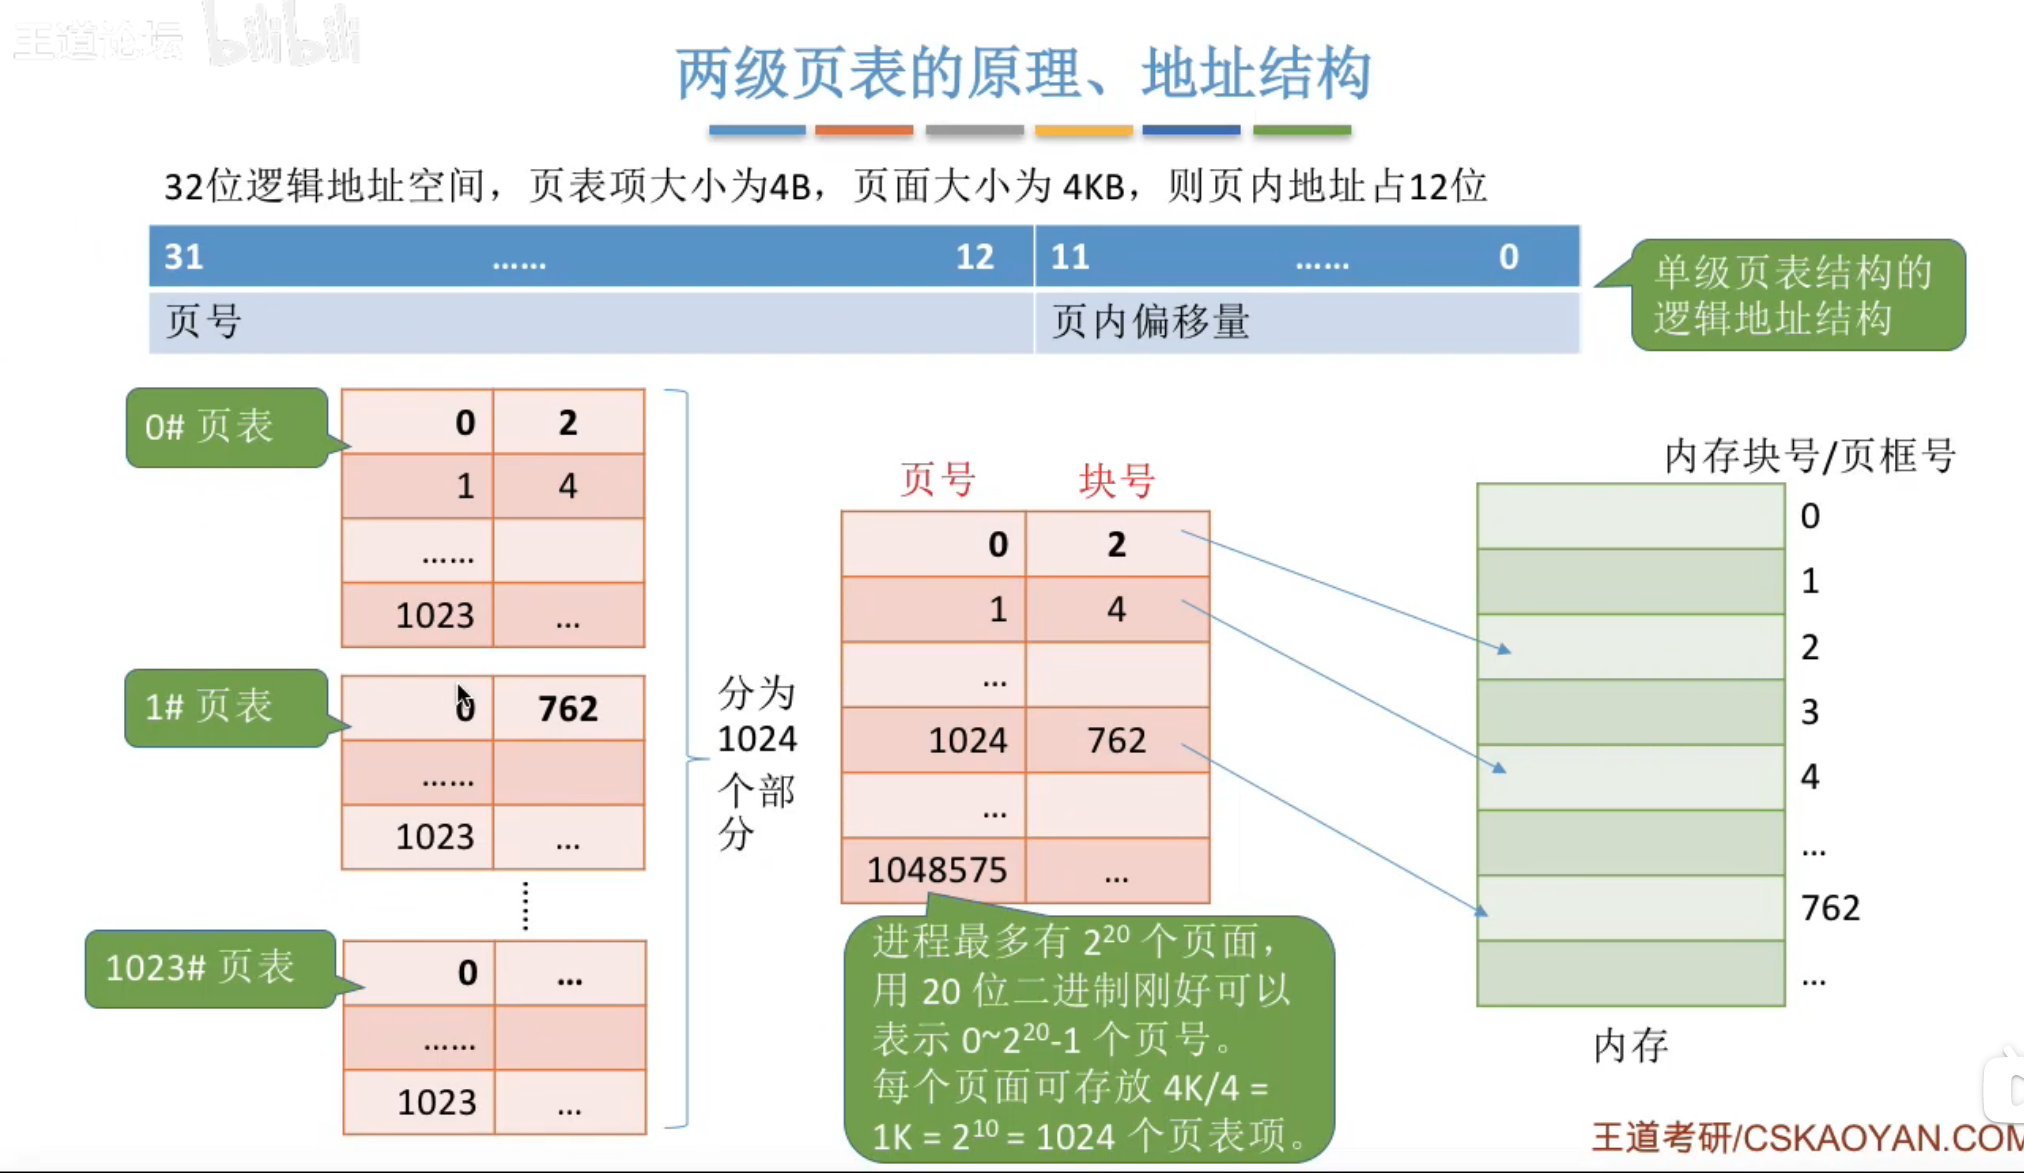 王道论坛 bilibili
两级页表的原理、地址结构
32位逻辑地址空间，页表项大小为4B，页面大小为 4KB，则页内地址占12位
31 …… 12 11 …… 0
页号 页内偏移量
单级页表结构的
逻辑地址结构
0# 页表
0 2
1 4
……
1023 ...
1# 页表
0 762
……
1023 ...
1023# 页表
0 ...
……
1023 ...
分为
1024
个部
分
页号 块号
0 2
1 4
...
1024 762
...
1048575 ...
进程最多有 2²⁰ 个页面，
用 20 位二进制刚好可以
表示 0~2²⁰-1 个页号。
每个页面可存放 4K/4 =
1K = 2¹⁰ = 1024 个页表项。
内存块号/页框号
0
1
2
3
4
...
762
...
内存
王道考研/CSKAOYAN.COM